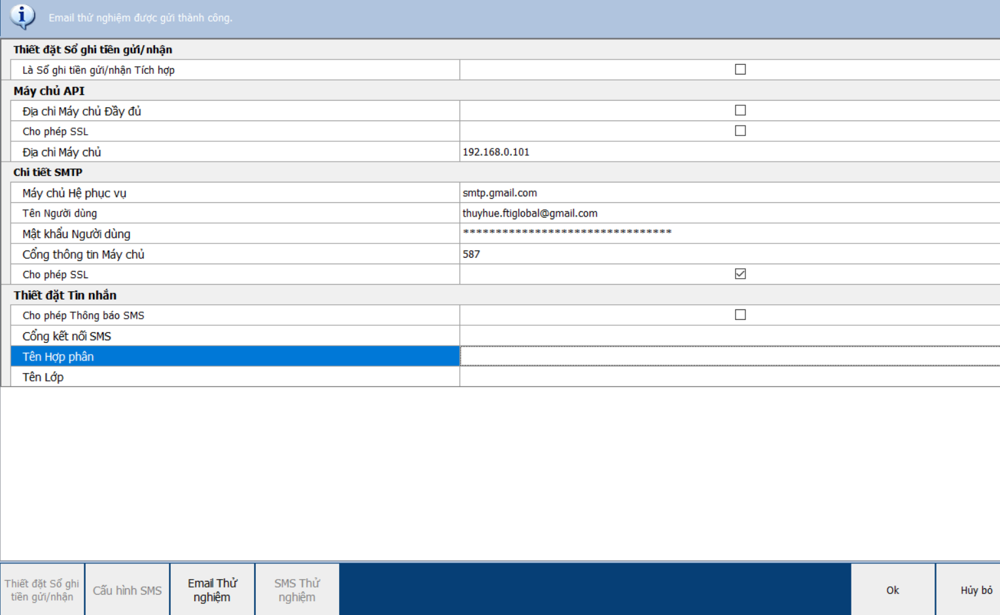 Email thử nghiệm được gửi thành công.
Thiết đặt Sổ ghi tiền gửi/nhận
Là Sổ ghi tiền gửi/nhận Tích hợp
Máy chủ API
Địa chỉ Máy chủ Đầy đủ
Cho phép SSL
Địa chỉ Máy chủ 192.168.0.101
Chi tiết SMTP
Máy chủ Hệ phục vụ smtp.gmail.com
Tên Người dùng thuyhue.ftiglobal@gmail.com
Mật khẩu Người dùng ********************************
Cổng thông tin Máy chủ 587
Cho phép SSL
Thiết đặt Tin nhắn
Cho phép Thông báo SMS
Cổng kết nối SMS
Tên Hợp phần
Tên Lớp
Thiết đặt Sổ ghi
tiền gửi/nhận
Cấu hình SMS
Email Thử
nghiệm
SMS Thử
nghiệm
Ok
Hủy bỏ